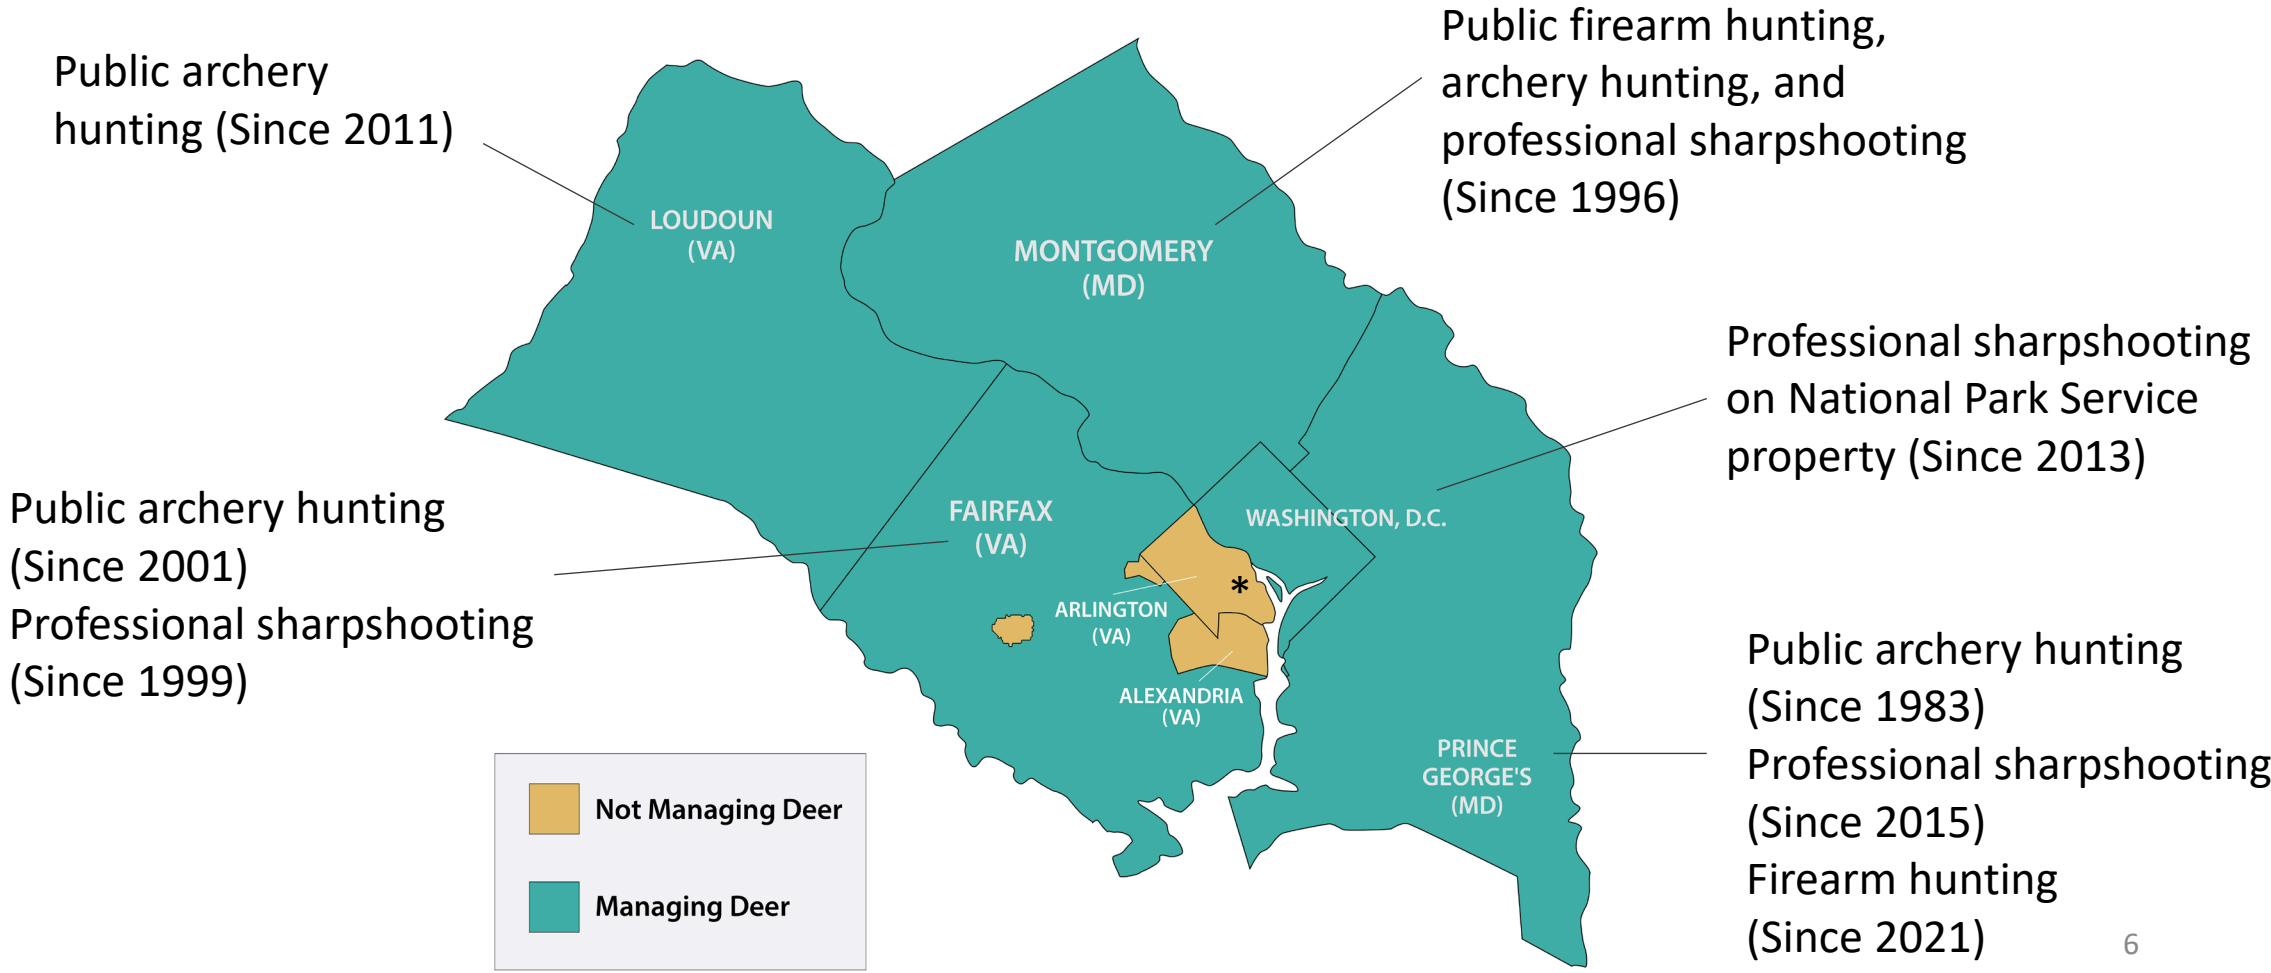 Public archery
hunting (Since 2011)
Public firearm hunting,
archery hunting, and
professional sharpshooting
(Since 1996)
LOUDOUN
(VA)
MONTGOMERY
(MD)
Professional sharpshooting
on National Park Service
property (Since 2013)
Public archery hunting
(Since 2001)
Professional sharpshooting
(Since 1999)
FAIRFAX
(VA)
WASHINGTON, D.C.
*
ARLINGTON
(VA)
ALEXANDRIA
(VA)
PRINCE
GEORGE'S
(MD)
Public archery hunting
(Since 1983)
Professional sharpshooting
(Since 2015)
Firearm hunting
(Since 2021)
Not Managing Deer
Managing Deer
6